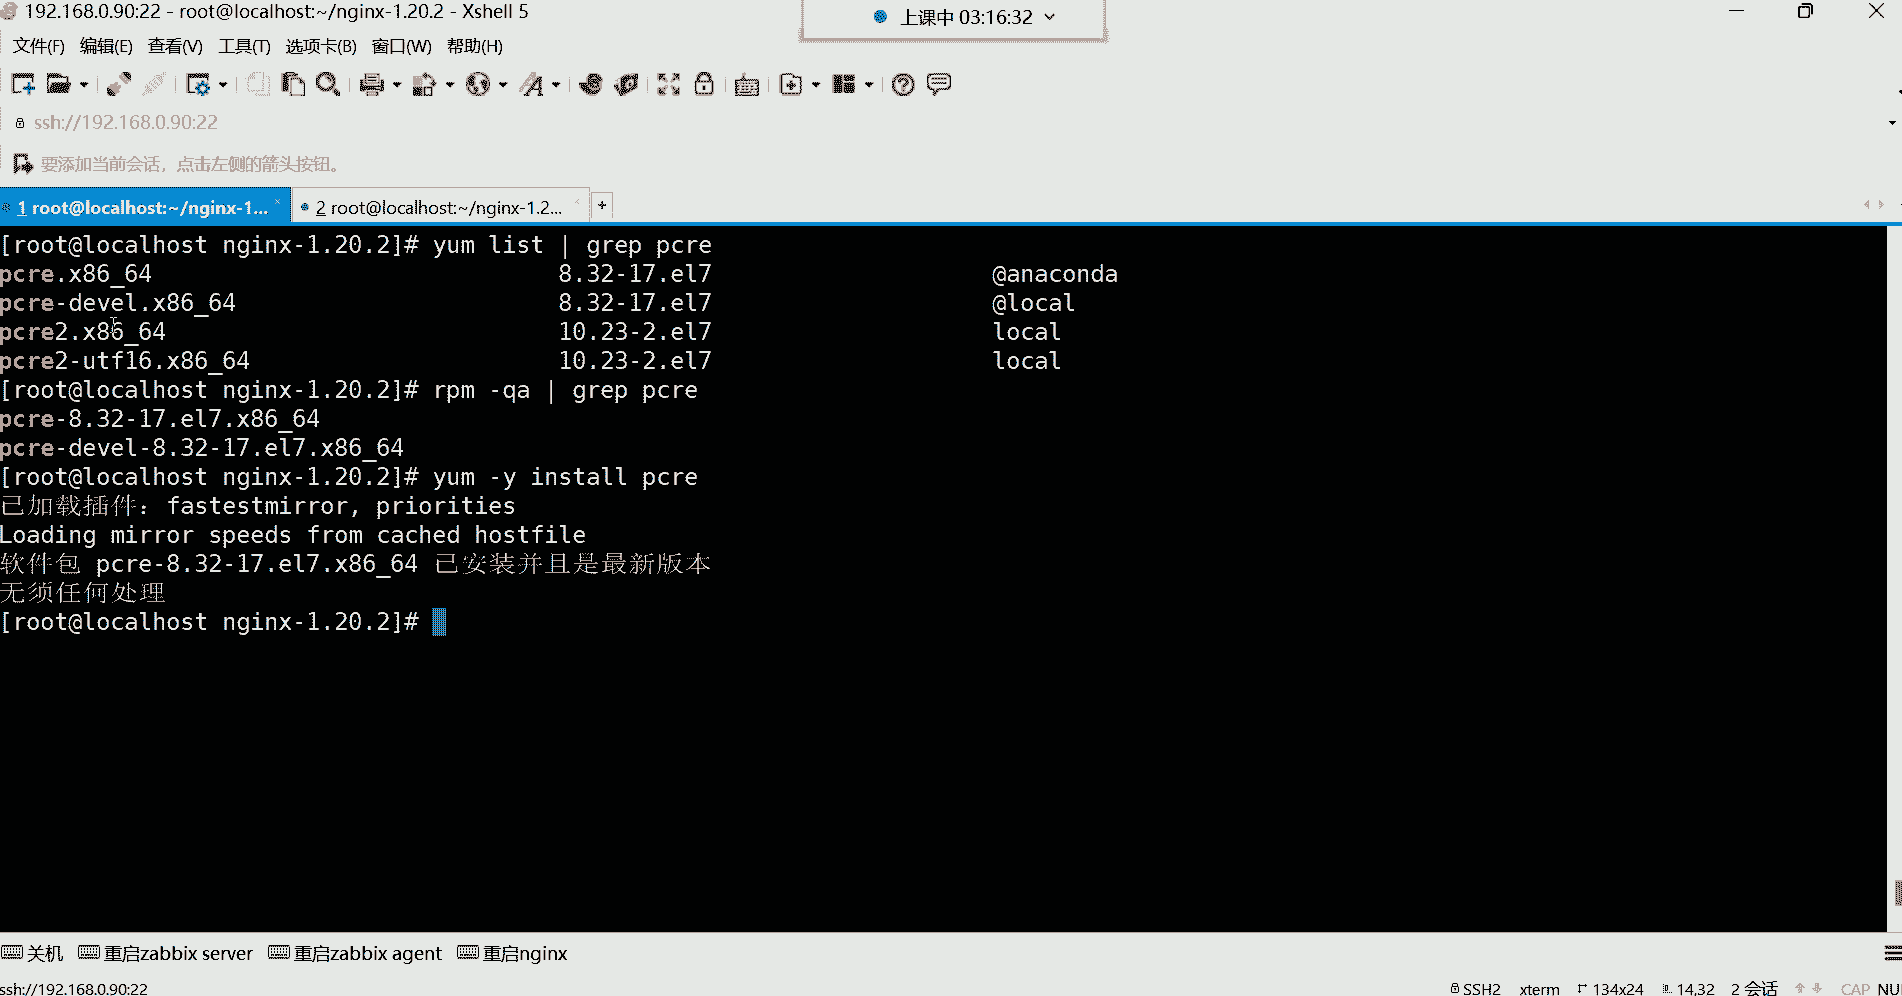 192.168.0.90:22 - root@localhost:~/nginx-1.20.2 - Xshell 5
上课中 03:16:32
文件(F) 编辑(E) 查看(V) 工具(T) 选项卡(B) 窗口(W) 帮助(H)
ssh://192.168.0.90:22
要添加当前会话，点击左侧的箭头按钮。
1 root@localhost:~/nginx-1... 2 root@localhost:~/nginx-1.2...
[root@localhost nginx-1.20.2]# yum list | grep pcre
pcre.x86_64 8.32-17.el7 @anaconda
pcre-devel.x86_64 8.32-17.el7 @local
pcre2.x86_64 10.23-2.el7 local
pcre2-utf16.x86_64 10.23-2.el7 local
[root@localhost nginx-1.20.2]# rpm -qa | grep pcre
pcre-8.32-17.el7.x86_64
pcre-devel-8.32-17.el7.x86_64
[root@localhost nginx-1.20.2]# yum -y install pcre
已加载插件：fastestmirror, priorities
Loading mirror speeds from cached hostfile
软件包 pcre-8.32-17.el7.x86_64 已安装并且是最新版本
无须任何处理
[root@localhost nginx-1.20.2]#
关机 重启zabbix server 重启zabbix agent 重启nginx
ssh://192.168.0.90:22 SSH2 xterm 134x24 14,32 2 会话 CAP NU